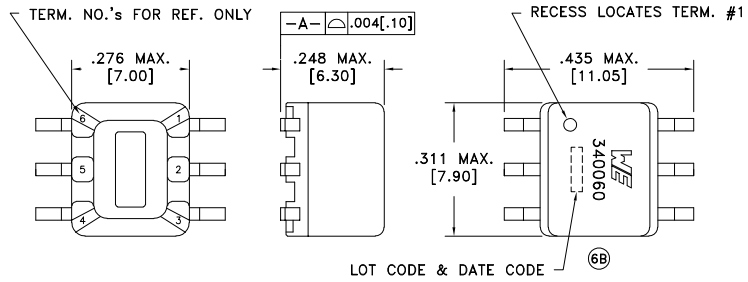 TERM. NO.'s FOR REF. ONLY
-A- ⌓ .004[.10]
RECESS LOCATES TERM. #1
.276 MAX.
[7.00]
.248 MAX.
[6.30]
.435 MAX.
[11.05]
6 1
5 2
4 3
.311 MAX.
[7.90]
WE
340060
6B
LOT CODE & DATE CODE